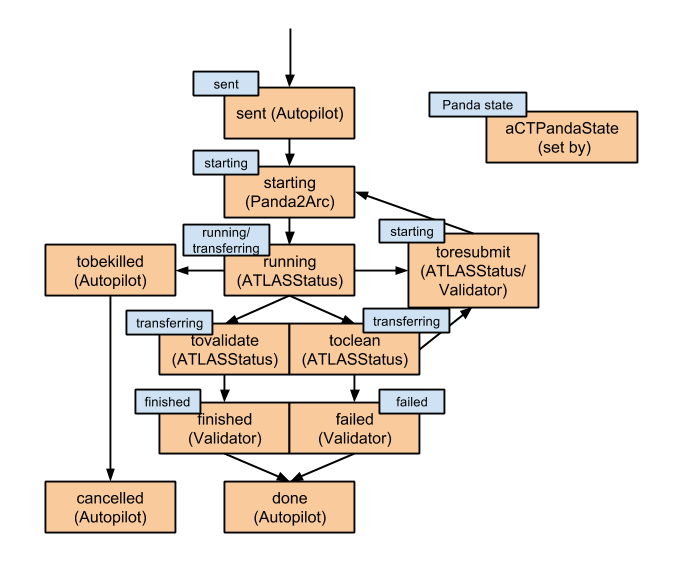 sent
sent (Autopilot)
Panda state
aCTPandaState
(set by)
starting
starting
(Panda2Arc)
running/
transferring
running
(ATLASStatus)
starting
toresubmit
(ATLASStatus/
Validator)
tobekilled
(Autopilot)
transferring
tovalidate
(ATLASStatus)
transferring
toclean
(ATLASStatus)
finished
finished
(Validator)
failed
failed
(Validator)
cancelled
(Autopilot)
done
(Autopilot)